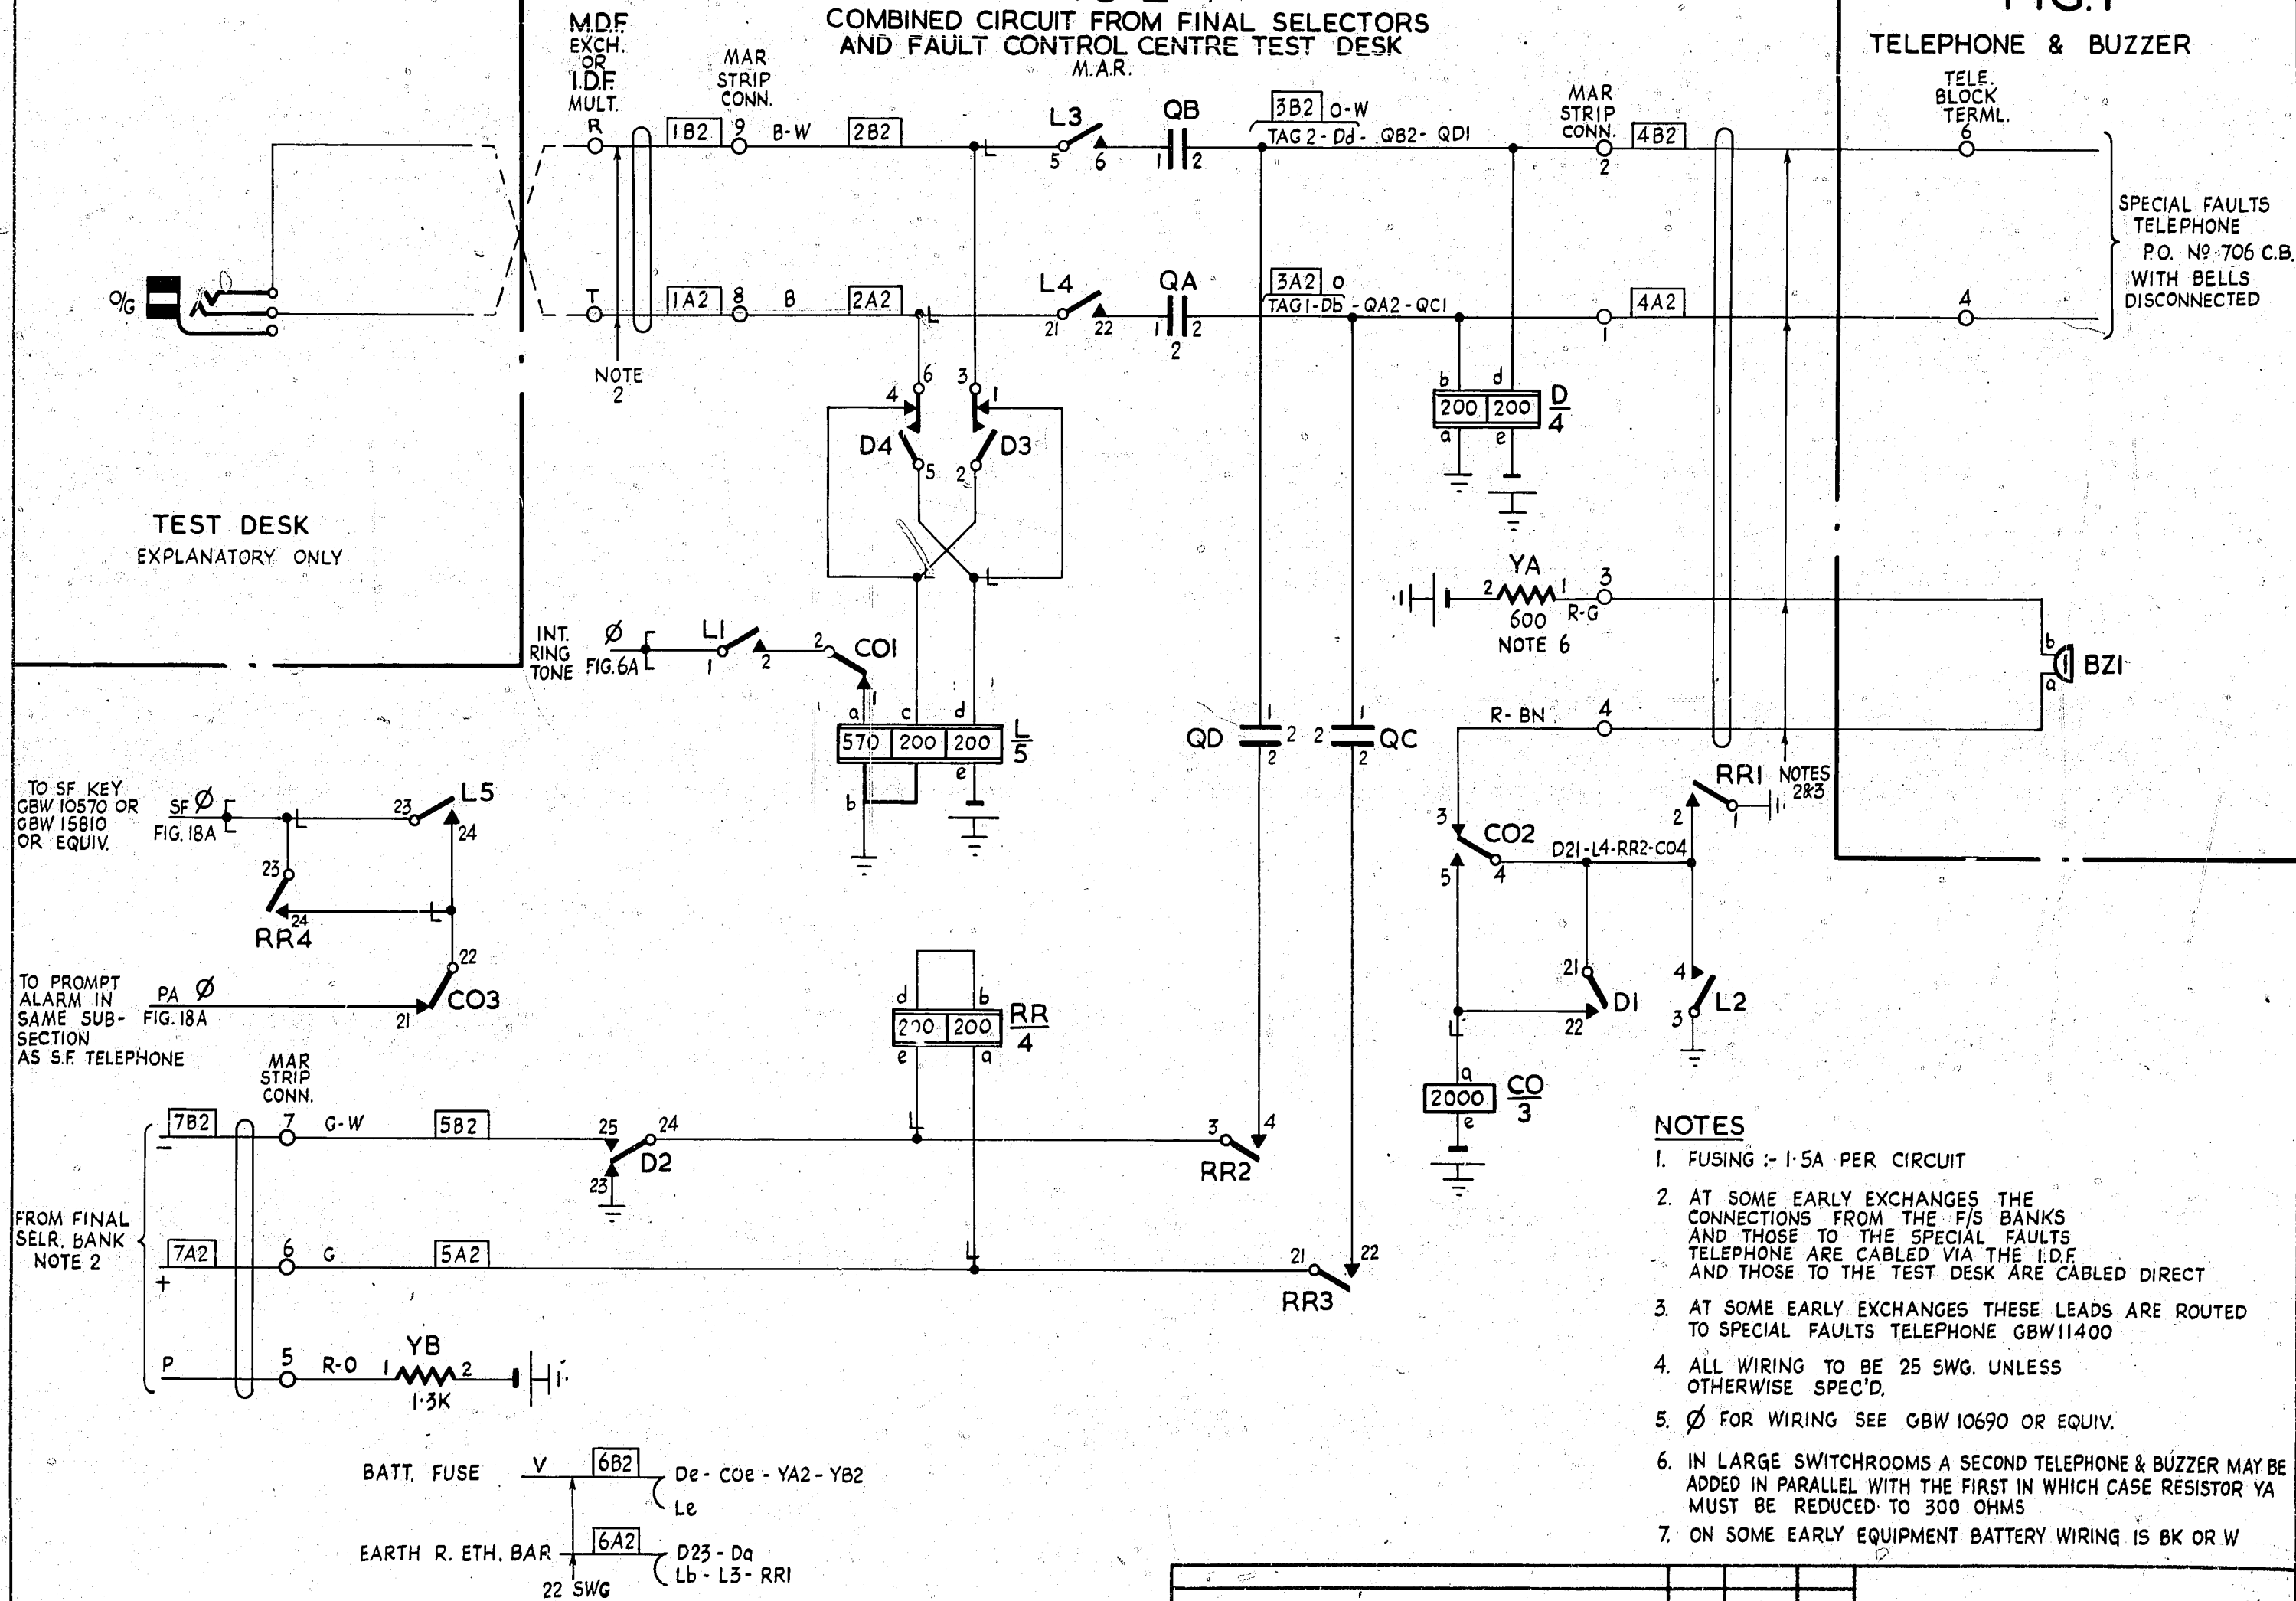 COMBINED CIRCUIT FROM FINAL SELECTORS
AND FAULT CONTROL CENTRE TEST DESK
M.A.R.
FIG.1
TELEPHONE & BUZZER
M.D.F.
EXCH.
OR
I.D.F.
MULT.
R
MAR
STRIP
CONN.
1B2
9
B-W
2B2
L
L3
5
6
QB
1
2
3B2
O-W
TAG 2-Dd-QB2-QD1
MAR
STRIP
CONN.
2
4B2
TELE.
BLOCK
TERML.
6
SPECIAL FAULTS
TELEPHONE
P.O. Nº 706 C.B.
WITH BELLS
DISCONNECTED
O/G
T
1A2
8
B
2A2
L
L4
21
22
QA
1
2
2
3A2
O
TAG1-Db-QA2-QC1
1
4A2
4
NOTE
2
6
3
4
1
D4
D3
5
2
L
L
b
d
200
200
D
4
a
e
TEST DESK
EXPLANATORY ONLY
INT.
RING
TONE
Ø
FIG.6A
L1
1
2
2
CO1
1
a
c
d
570
200
200
L
5
b
e
YA
2
1
600
NOTE 6
R-G
3
b
BZ1
a
R-BN
4
QD
1
2
2
2
1
2
QC
RR1
2
1
NOTES
2&3
TO SF KEY
GBW 10570 OR
GBW 15810
OR EQUIV.
SF Ø
FIG.18A
L
23
L5
24
23
24
RR4
L
22
CO3
21
TO PROMPT
ALARM IN
SAME SUB-
SECTION
AS S.F. TELEPHONE
PA Ø
FIG.18A
3
CO2
5
4
D21-L4-RR2-CO4
21
D1
22
4
L2
3
L
a
2000
CO
3
e
d
b
200
200
RR
4
e
a
MAR
STRIP
CONN.
FROM FINAL
SELR. BANK
NOTE 2
7B2
−
7
G-W
5B2
25
24
D2
23
L
3
4
RR2
7A2
+
6
G
5A2
L
21
22
RR3
P
5
R-O
YB
1
2
1·3K
BATT. FUSE
V
6B2
De-COe-YA2-YB2
Le
EARTH R. ETH. BAR
6A2
D23-Da
Lb-L3-RR1
22 SWG
NOTES
1. FUSING :- 1·5A PER CIRCUIT
2. AT SOME EARLY EXCHANGES THE
CONNECTIONS FROM THE F/S BANKS
AND THOSE TO THE SPECIAL FAULTS
TELEPHONE ARE CABLED VIA THE I.D.F.
AND THOSE TO THE TEST DESK ARE CABLED DIRECT
3. AT SOME EARLY EXCHANGES THESE LEADS ARE ROUTED
TO SPECIAL FAULTS TELEPHONE GBW11400
4. ALL WIRING TO BE 25 SWG. UNLESS
OTHERWISE SPEC'D.
5. Ø FOR WIRING SEE GBW 10690 OR EQUIV.
6. IN LARGE SWITCHROOMS A SECOND TELEPHONE & BUZZER MAY BE
ADDED IN PARALLEL WITH THE FIRST IN WHICH CASE RESISTOR YA
MUST BE REDUCED TO 300 OHMS
7. ON SOME EARLY EQUIPMENT BATTERY WIRING IS BK OR W